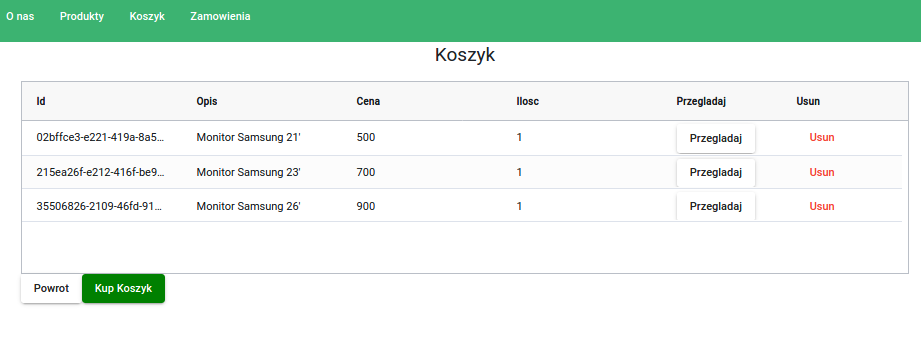 O nas Produkty Koszyk Zamowienia
Koszyk
Id Opis Cena Ilosc Przegladaj Usun
02bffce3-e221-419a-8a5... Monitor Samsung 21' 500 1 Przegladaj Usun
215ea26f-e212-416f-be9... Monitor Samsung 23' 700 1 Przegladaj Usun
35506826-2109-46fd-91... Monitor Samsung 26' 900 1 Przegladaj Usun
Powrot Kup Koszyk